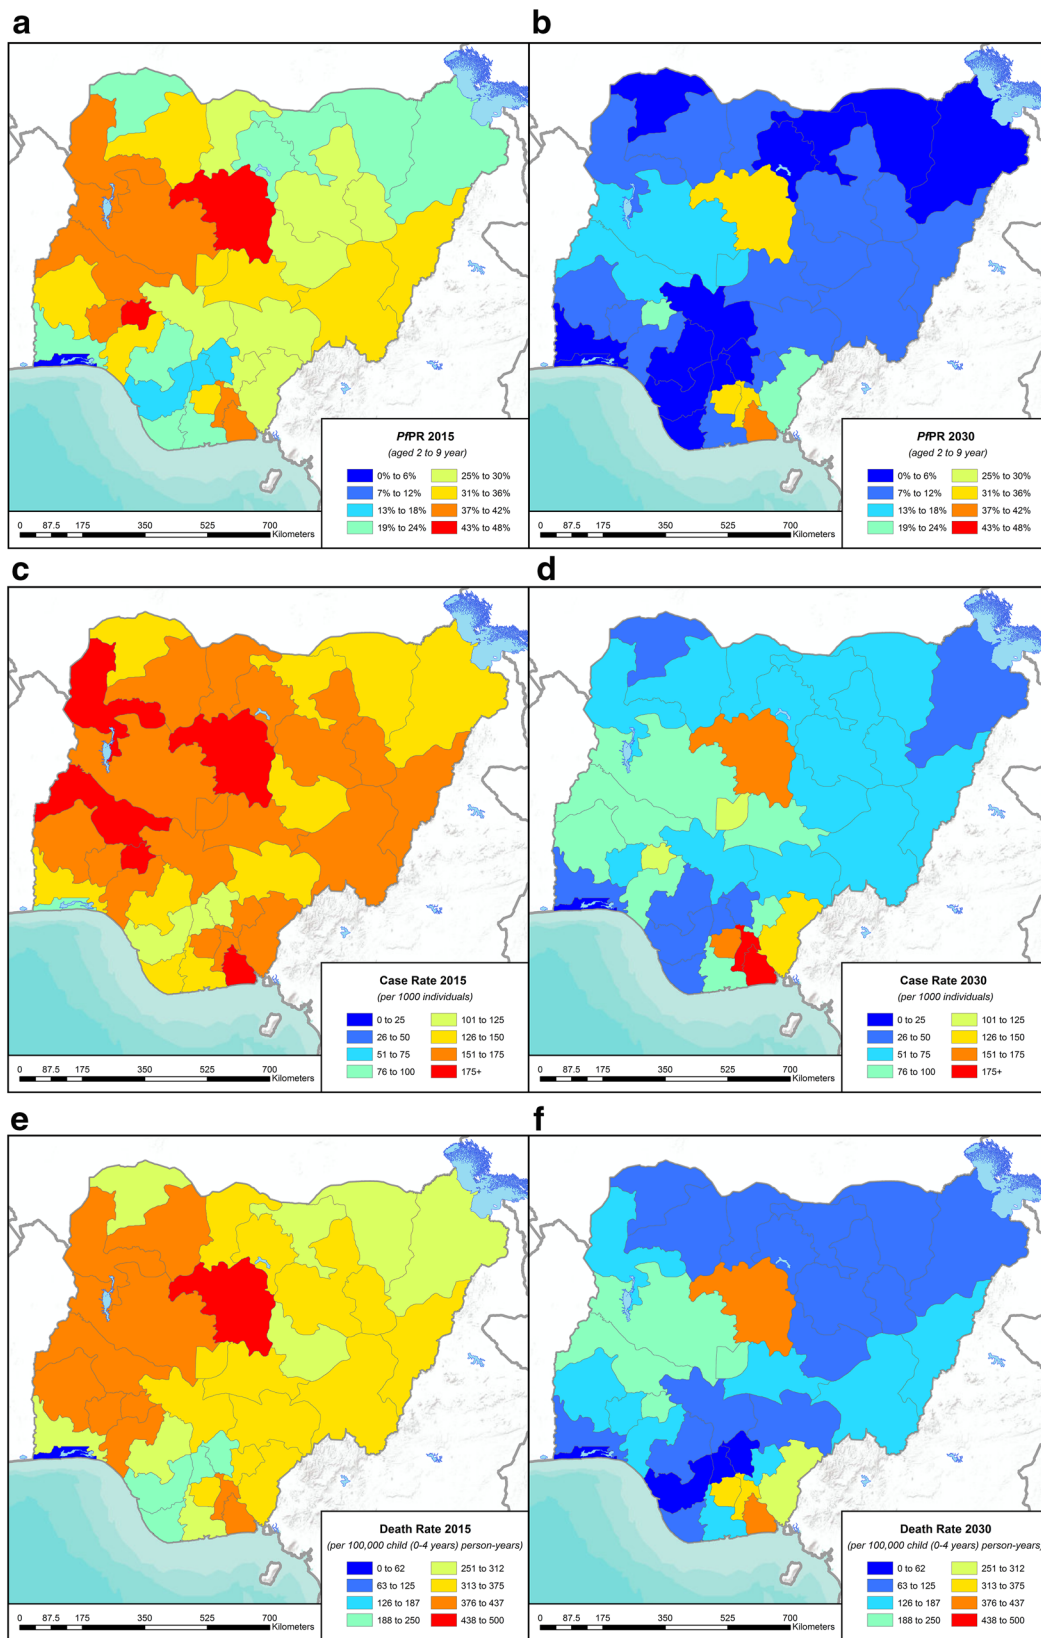 a
b
PfPR 2015
(aged 2 to 9 year)
0% to 6%
25% to 30%
7% to 12%
31% to 36%
13% to 18%
37% to 42%
19% to 24%
43% to 48%
0 87.5 175 350 525 700
Kilometers
PfPR 2030
(aged 2 to 9 year)
0% to 6%
25% to 30%
7% to 12%
31% to 36%
13% to 18%
37% to 42%
19% to 24%
43% to 48%
0 87.5 175 350 525 700
Kilometers
c
d
Case Rate 2015
(per 1000 individuals)
0 to 25
101 to 125
26 to 50
126 to 150
51 to 75
151 to 175
76 to 100
175+
0 87.5 175 350 525 700
Kilometers
Case Rate 2030
(per 1000 individuals)
0 to 25
101 to 125
26 to 50
126 to 150
51 to 75
151 to 175
76 to 100
175+
0 87.5 175 350 525 700
Kilometers
e
f
Death Rate 2015
(per 100,000 child (0-4 years) person-years)
0 to 62
251 to 312
63 to 125
313 to 375
126 to 187
376 to 437
188 to 250
438 to 500
0 87.5 175 350 525 700
Kilometers
Death Rate 2030
(per 100,000 child (0-4 years) person-years)
0 to 62
251 to 312
63 to 125
313 to 375
126 to 187
376 to 437
188 to 250
438 to 500
0 87.5 175 350 525 700
Kilometers